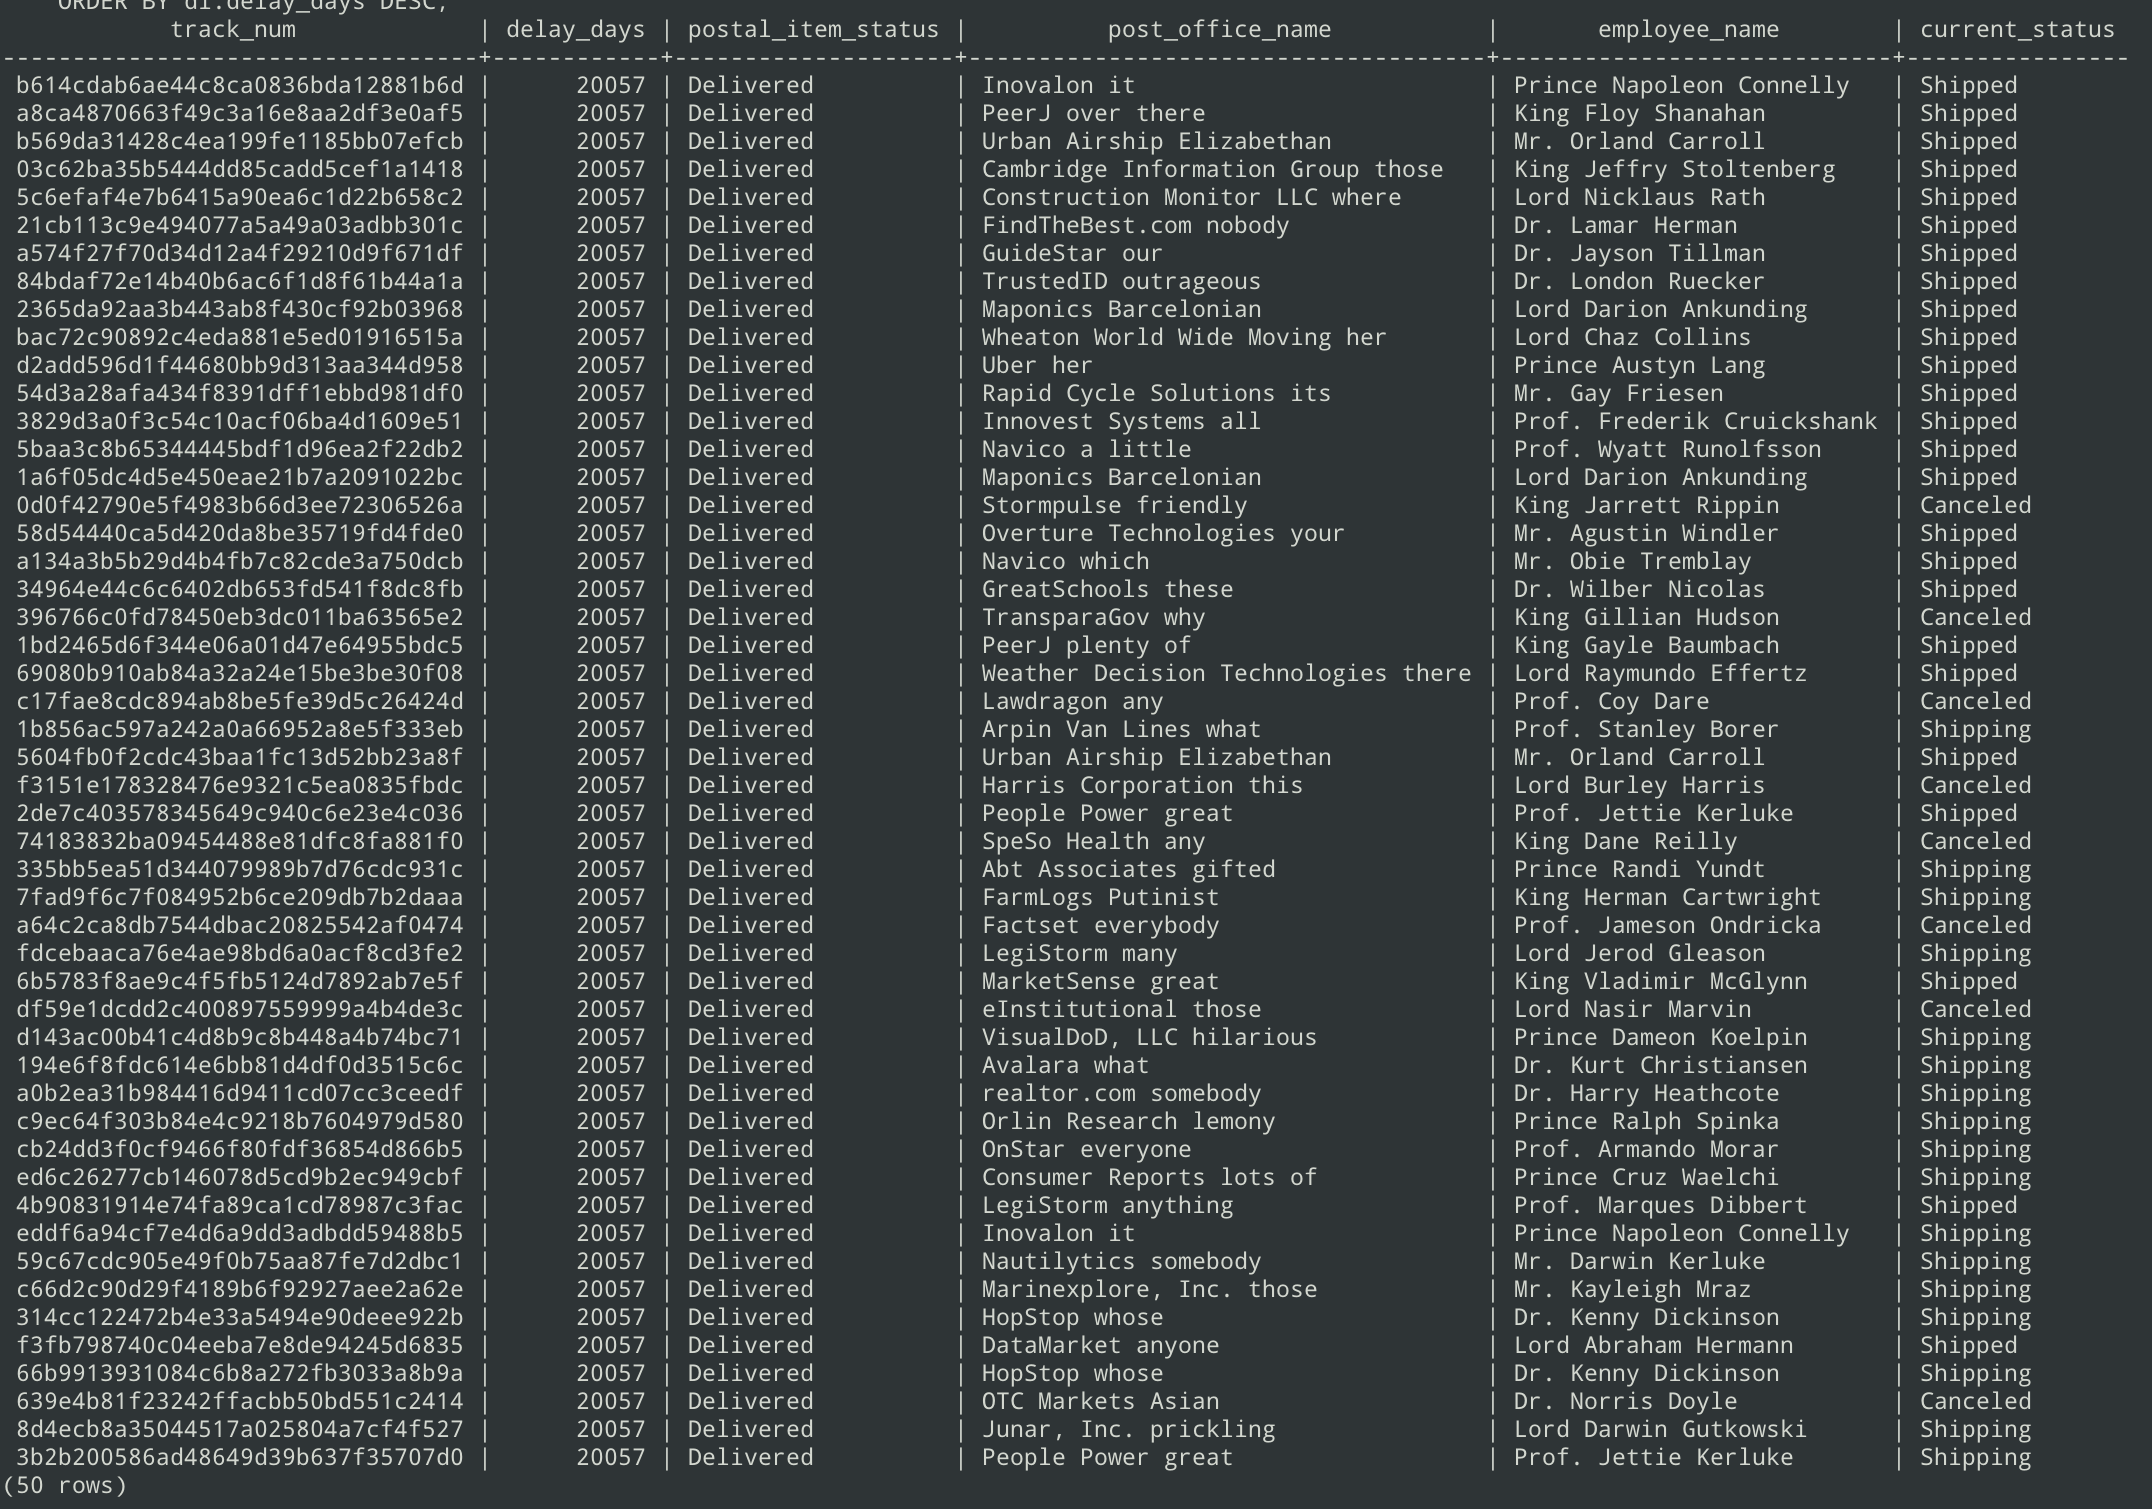 ORDER BY di.delay_days DESC;
track_num | delay_days | postal_item_status | post_office_name | employee_name | current_status
----------------------------------+------------+--------------------+-------------------------------------+----------------------------+----------------
b614cdab6ae44c8ca0836bda12881b6d | 20057 | Delivered | Inovalon it | Prince Napoleon Connelly | Shipped
a8ca4870663f49c3a16e8aa2df3e0af5 | 20057 | Delivered | PeerJ over there | King Floy Shanahan | Shipped
b569da31428c4ea199fe1185bb07efcb | 20057 | Delivered | Urban Airship Elizabethan | Mr. Orland Carroll | Shipped
03c62ba35b5444dd85cadd5cef1a1418 | 20057 | Delivered | Cambridge Information Group those | King Jeffry Stoltenberg | Shipped
5c6efaf4e7b6415a90ea6c1d22b658c2 | 20057 | Delivered | Construction Monitor LLC where | Lord Nicklaus Rath | Shipped
21cb113c9e494077a5a49a03adbb301c | 20057 | Delivered | FindTheBest.com nobody | Dr. Lamar Herman | Shipped
a574f27f70d34d12a4f29210d9f671df | 20057 | Delivered | GuideStar our | Dr. Jayson Tillman | Shipped
84bdaf72e14b40b6ac6f1d8f61b44a1a | 20057 | Delivered | TrustedID outrageous | Dr. London Ruecker | Shipped
2365da92aa3b443ab8f430cf92b03968 | 20057 | Delivered | Maponics Barcelonian | Lord Darion Ankunding | Shipped
bac72c90892c4eda881e5ed01916515a | 20057 | Delivered | Wheaton World Wide Moving her | Lord Chaz Collins | Shipped
d2add596d1f44680bb9d313aa344d958 | 20057 | Delivered | Uber her | Prince Austyn Lang | Shipped
54d3a28afa434f8391dff1ebbd981df0 | 20057 | Delivered | Rapid Cycle Solutions its | Mr. Gay Friesen | Shipped
3829d3a0f3c54c10acf06ba4d1609e51 | 20057 | Delivered | Innovest Systems all | Prof. Frederik Cruickshank | Shipped
5baa3c8b65344445bdf1d96ea2f22db2 | 20057 | Delivered | Navico a little | Prof. Wyatt Runolfsson | Shipped
1a6f05dc4d5e450eae21b7a2091022bc | 20057 | Delivered | Maponics Barcelonian | Lord Darion Ankunding | Shipped
0d0f42790e5f4983b66d3ee72306526a | 20057 | Delivered | Stormpulse friendly | King Jarrett Rippin | Canceled
58d54440ca5d420da8be35719fd4fde0 | 20057 | Delivered | Overture Technologies your | Mr. Agustin Windler | Shipped
a134a3b5b29d4b4fb7c82cde3a750dcb | 20057 | Delivered | Navico which | Mr. Obie Tremblay | Shipped
34964e44c6c6402db653fd541f8dc8fb | 20057 | Delivered | GreatSchools these | Dr. Wilber Nicolas | Shipped
396766c0fd78450eb3dc011ba63565e2 | 20057 | Delivered | TransparaGov why | King Gillian Hudson | Canceled
1bd2465d6f344e06a01d47e64955bdc5 | 20057 | Delivered | PeerJ plenty of | King Gayle Baumbach | Shipped
69080b910ab84a32a24e15be3be30f08 | 20057 | Delivered | Weather Decision Technologies there | Lord Raymundo Effertz | Shipped
c17fae8cdc894ab8be5fe39d5c26424d | 20057 | Delivered | Lawdragon any | Prof. Coy Dare | Canceled
1b856ac597a242a0a66952a8e5f333eb | 20057 | Delivered | Arpin Van Lines what | Prof. Stanley Borer | Shipping
5604fb0f2cdc43baa1fc13d52bb23a8f | 20057 | Delivered | Urban Airship Elizabethan | Mr. Orland Carroll | Shipped
f3151e178328476e9321c5ea0835fbdc | 20057 | Delivered | Harris Corporation this | Lord Burley Harris | Canceled
2de7c403578345649c940c6e23e4c036 | 20057 | Delivered | People Power great | Prof. Jettie Kerluke | Shipped
74183832ba09454488e81dfc8fa881f0 | 20057 | Delivered | SpeSo Health any | King Dane Reilly | Canceled
335bb5ea51d344079989b7d76cdc931c | 20057 | Delivered | Abt Associates gifted | Prince Randi Yundt | Shipping
7fad9f6c7f084952b6ce209db7b2daaa | 20057 | Delivered | FarmLogs Putinist | King Herman Cartwright | Shipping
a64c2ca8db7544dbac20825542af0474 | 20057 | Delivered | Factset everybody | Prof. Jameson Ondricka | Canceled
fdcebaaca76e4ae98bd6a0acf8cd3fe2 | 20057 | Delivered | LegiStorm many | Lord Jerod Gleason | Shipping
6b5783f8ae9c4f5fb5124d7892ab7e5f | 20057 | Delivered | MarketSense great | King Vladimir McGlynn | Shipped
df59e1dcdd2c400897559999a4b4de3c | 20057 | Delivered | eInstitutional those | Lord Nasir Marvin | Canceled
d143ac00b41c4d8b9c8b448a4b74bc71 | 20057 | Delivered | VisualDoD, LLC hilarious | Prince Dameon Koelpin | Shipping
194e6f8fdc614e6bb81d4df0d3515c6c | 20057 | Delivered | Avalara what | Dr. Kurt Christiansen | Shipping
a0b2ea31b984416d9411cd07cc3ceedf | 20057 | Delivered | realtor.com somebody | Dr. Harry Heathcote | Shipping
c9ec64f303b84e4c9218b7604979d580 | 20057 | Delivered | Orlin Research lemony | Prince Ralph Spinka | Shipping
cb24dd3f0cf9466f80fdf36854d866b5 | 20057 | Delivered | OnStar everyone | Prof. Armando Morar | Shipping
ed6c26277cb146078d5cd9b2ec949cbf | 20057 | Delivered | Consumer Reports lots of | Prince Cruz Waelchi | Shipping
4b90831914e74fa89ca1cd78987c3fac | 20057 | Delivered | LegiStorm anything | Prof. Marques Dibbert | Shipped
eddf6a94cf7e4d6a9dd3adbdd59488b5 | 20057 | Delivered | Inovalon it | Prince Napoleon Connelly | Shipping
59c67cdc905e49f0b75aa87fe7d2dbc1 | 20057 | Delivered | Nautilytics somebody | Mr. Darwin Kerluke | Shipping
c66d2c90d29f4189b6f92927aee2a62e | 20057 | Delivered | Marinexplore, Inc. those | Mr. Kayleigh Mraz | Shipping
314cc122472b4e33a5494e90deee922b | 20057 | Delivered | HopStop whose | Dr. Kenny Dickinson | Shipping
f3fb798740c04eeba7e8de94245d6835 | 20057 | Delivered | DataMarket anyone | Lord Abraham Hermann | Shipped
66b9913931084c6b8a272fb3033a8b9a | 20057 | Delivered | HopStop whose | Dr. Kenny Dickinson | Shipping
639e4b81f23242ffacbb50bd551c2414 | 20057 | Delivered | OTC Markets Asian | Dr. Norris Doyle | Canceled
8d4ecb8a35044517a025804a7cf4f527 | 20057 | Delivered | Junar, Inc. prickling | Lord Darwin Gutkowski | Shipping
3b2b200586ad48649d39b637f35707d0 | 20057 | Delivered | People Power great | Prof. Jettie Kerluke | Shipping
(50 rows)